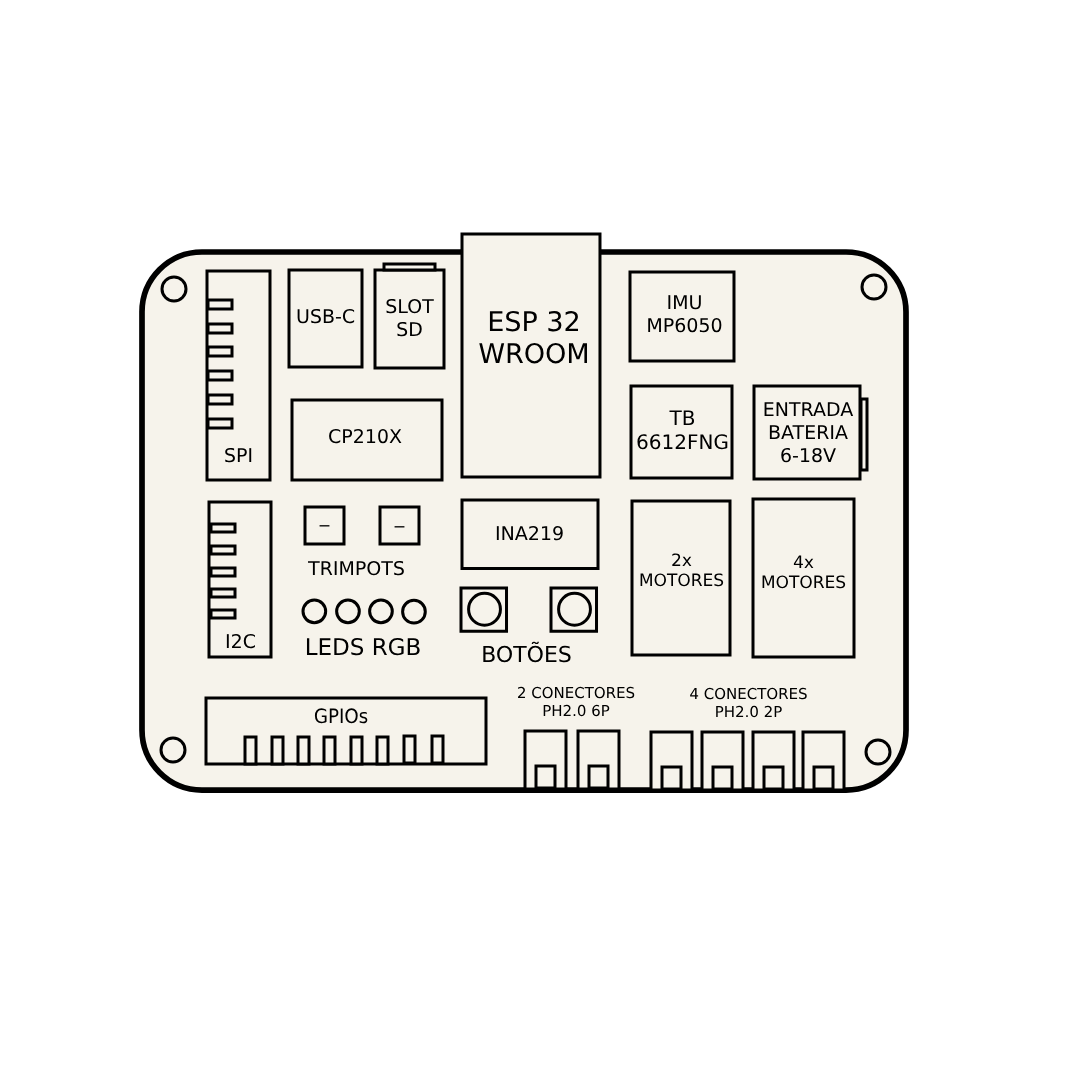 USB-C
SLOT
SD
ESP 32
WROOM
IMU
MP6050
SPI
CP210X
TB
6612FNG
ENTRADA
BATERIA
6-18V
I2C
TRIMPOTS
LEDS RGB
INA219
BOTÕES
2x
MOTORES
4x
MOTORES
GPIOs
2 CONECTORES
PH2.0 6P
4 CONECTORES
PH2.0 2P